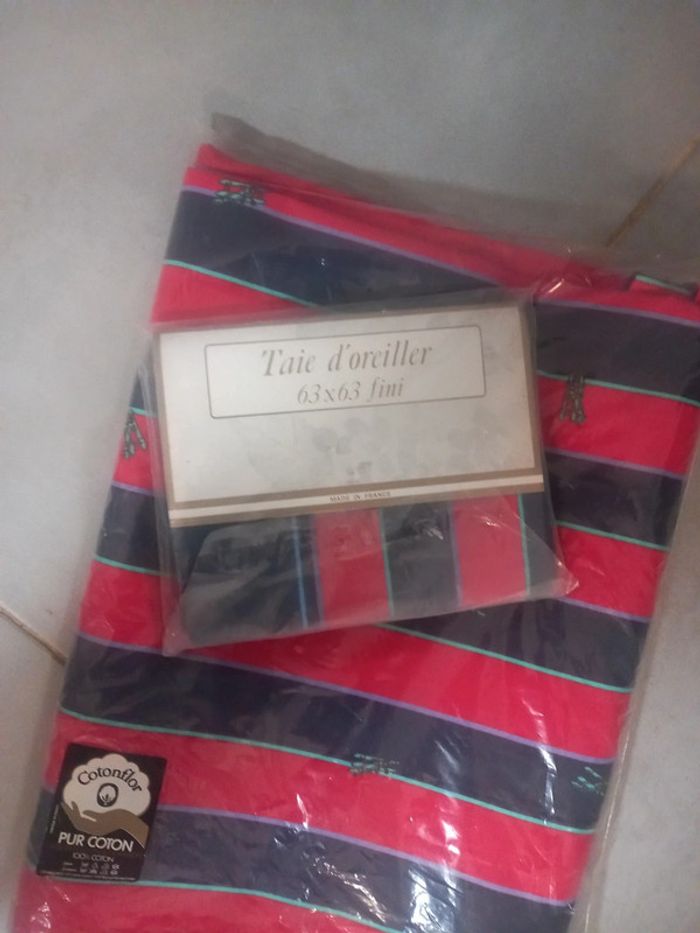 Taie d'oreiller
63x63 fini
MADE IN FRANCE
Cotonflor
PUR COTON
100% COTON